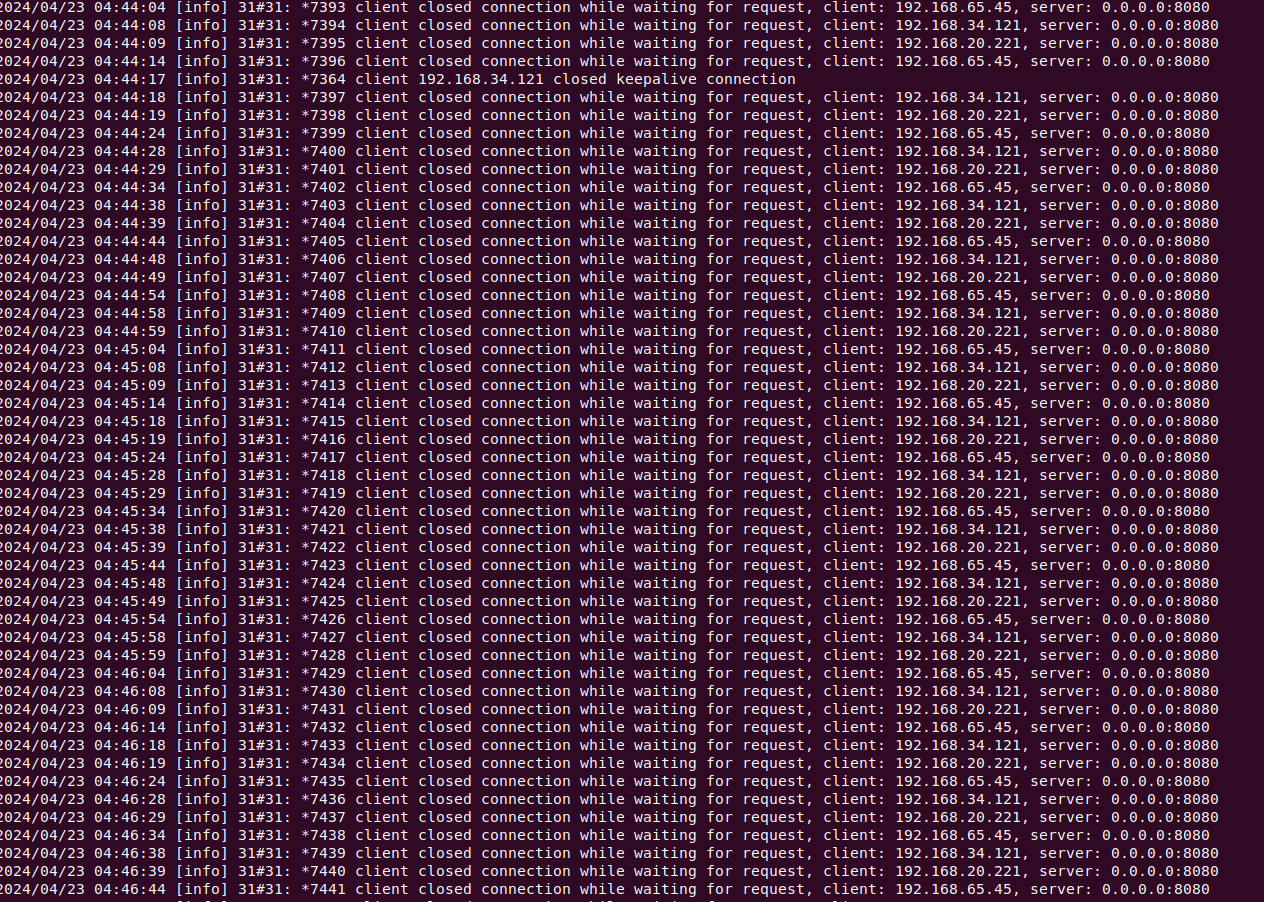 2024/04/23 04:44:04 [info] 31#31: *7393 client closed connection while waiting for request, client: 192.168.65.45, server: 0.0.0.0:8080
2024/04/23 04:44:08 [info] 31#31: *7394 client closed connection while waiting for request, client: 192.168.34.121, server: 0.0.0.0:8080
2024/04/23 04:44:09 [info] 31#31: *7395 client closed connection while waiting for request, client: 192.168.20.221, server: 0.0.0.0:8080
2024/04/23 04:44:14 [info] 31#31: *7396 client closed connection while waiting for request, client: 192.168.65.45, server: 0.0.0.0:8080
2024/04/23 04:44:17 [info] 31#31: *7364 client 192.168.34.121 closed keepalive connection
2024/04/23 04:44:18 [info] 31#31: *7397 client closed connection while waiting for request, client: 192.168.34.121, server: 0.0.0.0:8080
2024/04/23 04:44:19 [info] 31#31: *7398 client closed connection while waiting for request, client: 192.168.20.221, server: 0.0.0.0:8080
2024/04/23 04:44:24 [info] 31#31: *7399 client closed connection while waiting for request, client: 192.168.65.45, server: 0.0.0.0:8080
2024/04/23 04:44:28 [info] 31#31: *7400 client closed connection while waiting for request, client: 192.168.34.121, server: 0.0.0.0:8080
2024/04/23 04:44:29 [info] 31#31: *7401 client closed connection while waiting for request, client: 192.168.20.221, server: 0.0.0.0:8080
2024/04/23 04:44:34 [info] 31#31: *7402 client closed connection while waiting for request, client: 192.168.65.45, server: 0.0.0.0:8080
2024/04/23 04:44:38 [info] 31#31: *7403 client closed connection while waiting for request, client: 192.168.34.121, server: 0.0.0.0:8080
2024/04/23 04:44:39 [info] 31#31: *7404 client closed connection while waiting for request, client: 192.168.20.221, server: 0.0.0.0:8080
2024/04/23 04:44:44 [info] 31#31: *7405 client closed connection while waiting for request, client: 192.168.65.45, server: 0.0.0.0:8080
2024/04/23 04:44:48 [info] 31#31: *7406 client closed connection while waiting for request, client: 192.168.34.121, server: 0.0.0.0:8080
2024/04/23 04:44:49 [info] 31#31: *7407 client closed connection while waiting for request, client: 192.168.20.221, server: 0.0.0.0:8080
2024/04/23 04:44:54 [info] 31#31: *7408 client closed connection while waiting for request, client: 192.168.65.45, server: 0.0.0.0:8080
2024/04/23 04:44:58 [info] 31#31: *7409 client closed connection while waiting for request, client: 192.168.34.121, server: 0.0.0.0:8080
2024/04/23 04:44:59 [info] 31#31: *7410 client closed connection while waiting for request, client: 192.168.20.221, server: 0.0.0.0:8080
2024/04/23 04:45:04 [info] 31#31: *7411 client closed connection while waiting for request, client: 192.168.65.45, server: 0.0.0.0:8080
2024/04/23 04:45:08 [info] 31#31: *7412 client closed connection while waiting for request, client: 192.168.34.121, server: 0.0.0.0:8080
2024/04/23 04:45:09 [info] 31#31: *7413 client closed connection while waiting for request, client: 192.168.20.221, server: 0.0.0.0:8080
2024/04/23 04:45:14 [info] 31#31: *7414 client closed connection while waiting for request, client: 192.168.65.45, server: 0.0.0.0:8080
2024/04/23 04:45:18 [info] 31#31: *7415 client closed connection while waiting for request, client: 192.168.34.121, server: 0.0.0.0:8080
2024/04/23 04:45:19 [info] 31#31: *7416 client closed connection while waiting for request, client: 192.168.20.221, server: 0.0.0.0:8080
2024/04/23 04:45:24 [info] 31#31: *7417 client closed connection while waiting for request, client: 192.168.65.45, server: 0.0.0.0:8080
2024/04/23 04:45:28 [info] 31#31: *7418 client closed connection while waiting for request, client: 192.168.34.121, server: 0.0.0.0:8080
2024/04/23 04:45:29 [info] 31#31: *7419 client closed connection while waiting for request, client: 192.168.20.221, server: 0.0.0.0:8080
2024/04/23 04:45:34 [info] 31#31: *7420 client closed connection while waiting for request, client: 192.168.65.45, server: 0.0.0.0:8080
2024/04/23 04:45:38 [info] 31#31: *7421 client closed connection while waiting for request, client: 192.168.34.121, server: 0.0.0.0:8080
2024/04/23 04:45:39 [info] 31#31: *7422 client closed connection while waiting for request, client: 192.168.20.221, server: 0.0.0.0:8080
2024/04/23 04:45:44 [info] 31#31: *7423 client closed connection while waiting for request, client: 192.168.65.45, server: 0.0.0.0:8080
2024/04/23 04:45:48 [info] 31#31: *7424 client closed connection while waiting for request, client: 192.168.34.121, server: 0.0.0.0:8080
2024/04/23 04:45:49 [info] 31#31: *7425 client closed connection while waiting for request, client: 192.168.20.221, server: 0.0.0.0:8080
2024/04/23 04:45:54 [info] 31#31: *7426 client closed connection while waiting for request, client: 192.168.65.45, server: 0.0.0.0:8080
2024/04/23 04:45:58 [info] 31#31: *7427 client closed connection while waiting for request, client: 192.168.34.121, server: 0.0.0.0:8080
2024/04/23 04:45:59 [info] 31#31: *7428 client closed connection while waiting for request, client: 192.168.20.221, server: 0.0.0.0:8080
2024/04/23 04:46:04 [info] 31#31: *7429 client closed connection while waiting for request, client: 192.168.65.45, server: 0.0.0.0:8080
2024/04/23 04:46:08 [info] 31#31: *7430 client closed connection while waiting for request, client: 192.168.34.121, server: 0.0.0.0:8080
2024/04/23 04:46:09 [info] 31#31: *7431 client closed connection while waiting for request, client: 192.168.20.221, server: 0.0.0.0:8080
2024/04/23 04:46:14 [info] 31#31: *7432 client closed connection while waiting for request, client: 192.168.65.45, server: 0.0.0.0:8080
2024/04/23 04:46:18 [info] 31#31: *7433 client closed connection while waiting for request, client: 192.168.34.121, server: 0.0.0.0:8080
2024/04/23 04:46:19 [info] 31#31: *7434 client closed connection while waiting for request, client: 192.168.20.221, server: 0.0.0.0:8080
2024/04/23 04:46:24 [info] 31#31: *7435 client closed connection while waiting for request, client: 192.168.65.45, server: 0.0.0.0:8080
2024/04/23 04:46:28 [info] 31#31: *7436 client closed connection while waiting for request, client: 192.168.34.121, server: 0.0.0.0:8080
2024/04/23 04:46:29 [info] 31#31: *7437 client closed connection while waiting for request, client: 192.168.20.221, server: 0.0.0.0:8080
2024/04/23 04:46:34 [info] 31#31: *7438 client closed connection while waiting for request, client: 192.168.65.45, server: 0.0.0.0:8080
2024/04/23 04:46:38 [info] 31#31: *7439 client closed connection while waiting for request, client: 192.168.34.121, server: 0.0.0.0:8080
2024/04/23 04:46:39 [info] 31#31: *7440 client closed connection while waiting for request, client: 192.168.20.221, server: 0.0.0.0:8080
2024/04/23 04:46:44 [info] 31#31: *7441 client closed connection while waiting for request, client: 192.168.65.45, server: 0.0.0.0:8080